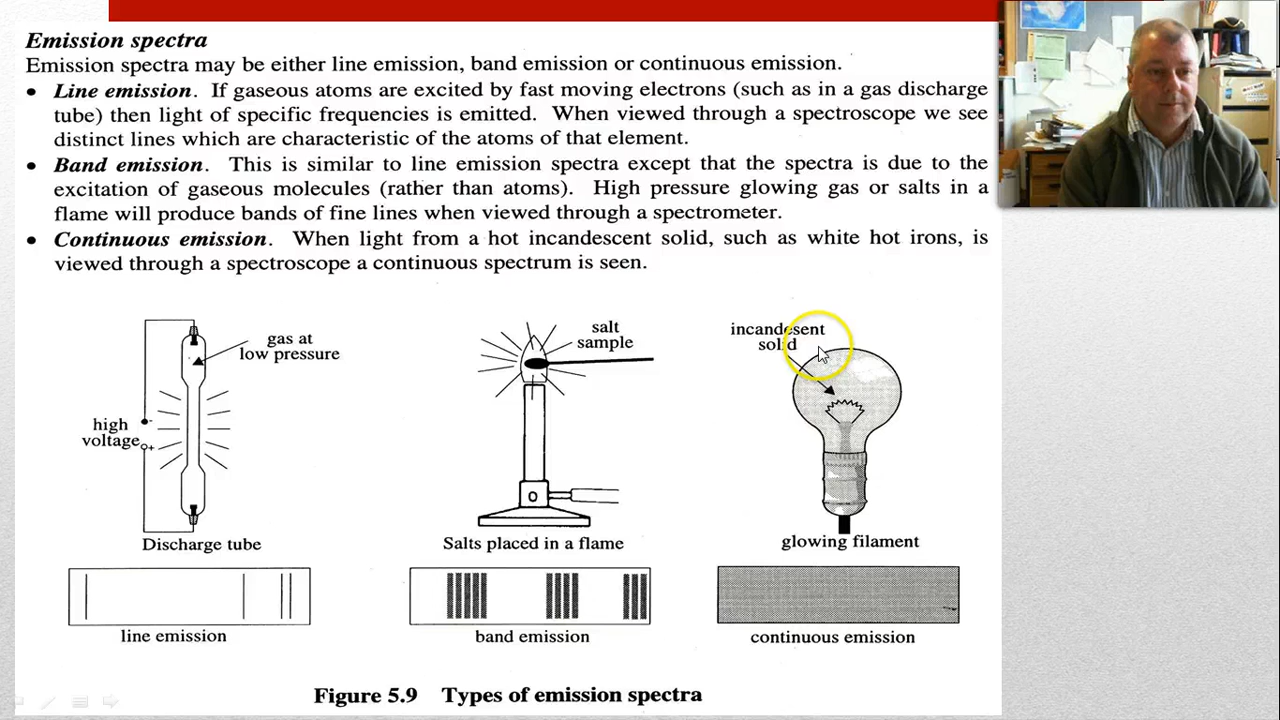 Emission spectra
Emission spectra may be either line emission, band emission or continuous emission.
• Line emission. If gaseous atoms are excited by fast moving electrons (such as in a gas discharge
tube) then light of specific frequencies is emitted. When viewed through a spectroscope we see
distinct lines which are characteristic of the atoms of that element.
• Band emission. This is similar to line emission spectra except that the spectra is due to the
excitation of gaseous molecules (rather than atoms). High pressure glowing gas or salts in a
flame will produce bands of fine lines when viewed through a spectrometer.
• Continuous emission. When light from a hot incandescent solid, such as white hot irons, is
viewed through a spectroscope a continuous spectrum is seen.
gas at
low pressure
high
voltage
- 
+
Discharge tube
line emission
salt
sample
Salts placed in a flame
band emission
incandesent
solid
glowing filament
continuous emission
Figure 5.9 Types of emission spectra